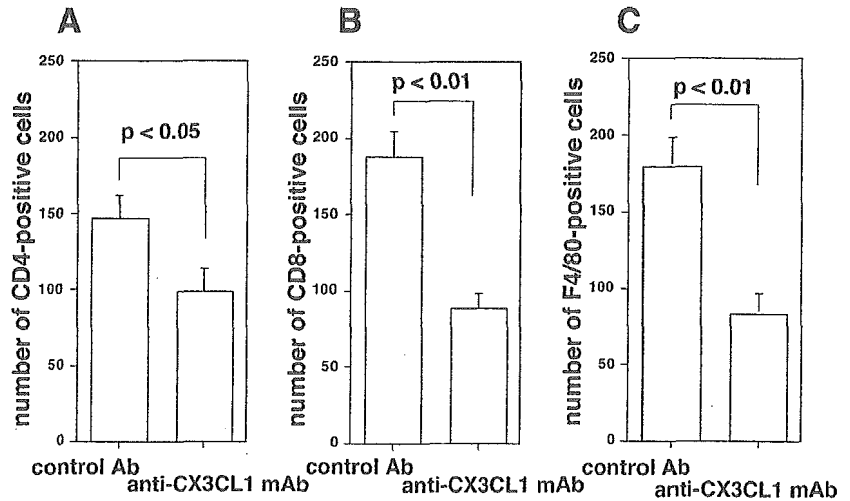 A
B
C
number of CD4-positive cells
250
200
150
100
50
0
p < 0.05
control Ab
anti-CX3CL1 mAb
number of CD8-positive cells
250
200
150
100
50
0
p < 0.01
control Ab
anti-CX3CL1 mAb
number of F4/80-positive cells
250
200
150
100
50
0
p < 0.01
control Ab
anti-CX3CL1 mAb